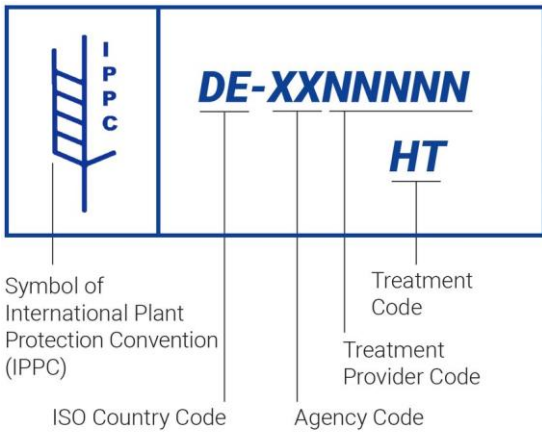 I
P
P
C
DE-XXNNNNN
HT
Symbol of
International Plant
Protection Convention
(IPPC)
Treatment
Code
Treatment
Provider Code
ISO Country Code
Agency Code